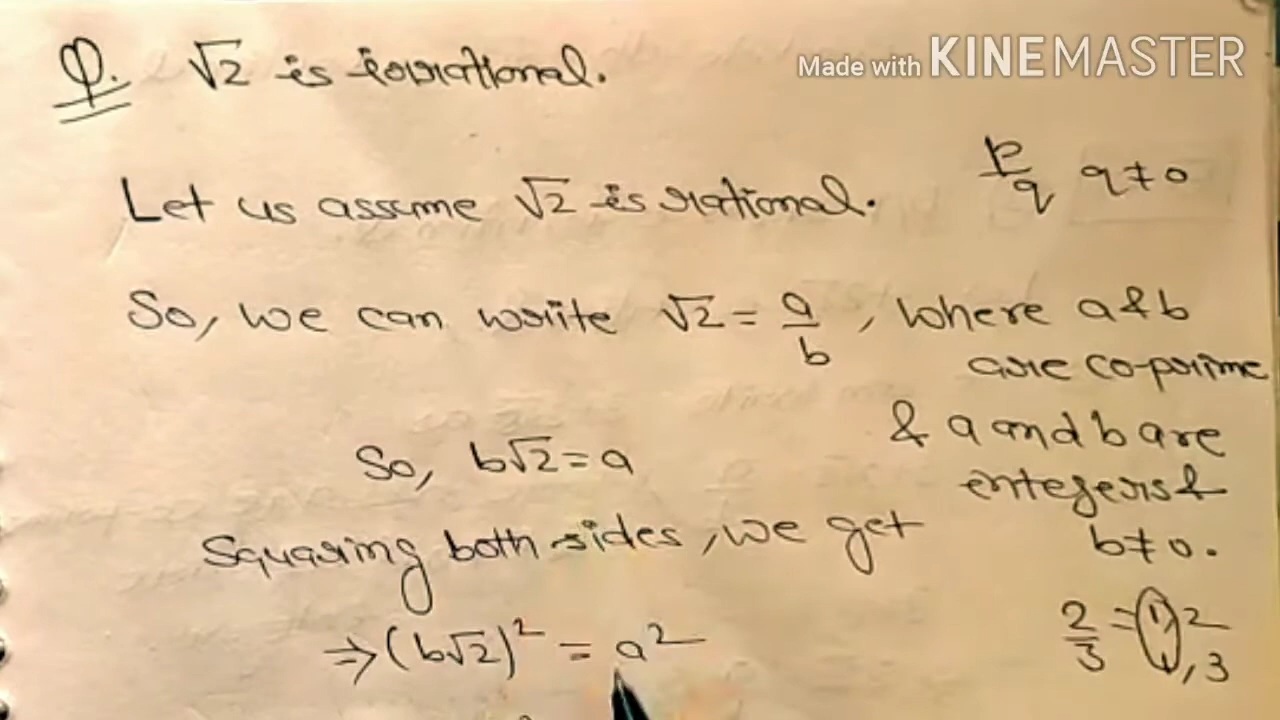 Q. √2 is irrational.
Made with KINEMASTER
p/q q≠0
Let us assume √2 is rational.
So, we can write √2 = a/b, where a & b
are co-prime
& a and b are
integers &
b≠0.
So, b√2 = a
Squaring both sides, we get
⇒ (b√2)² = a²
2/3 = 1, 2
1, 3